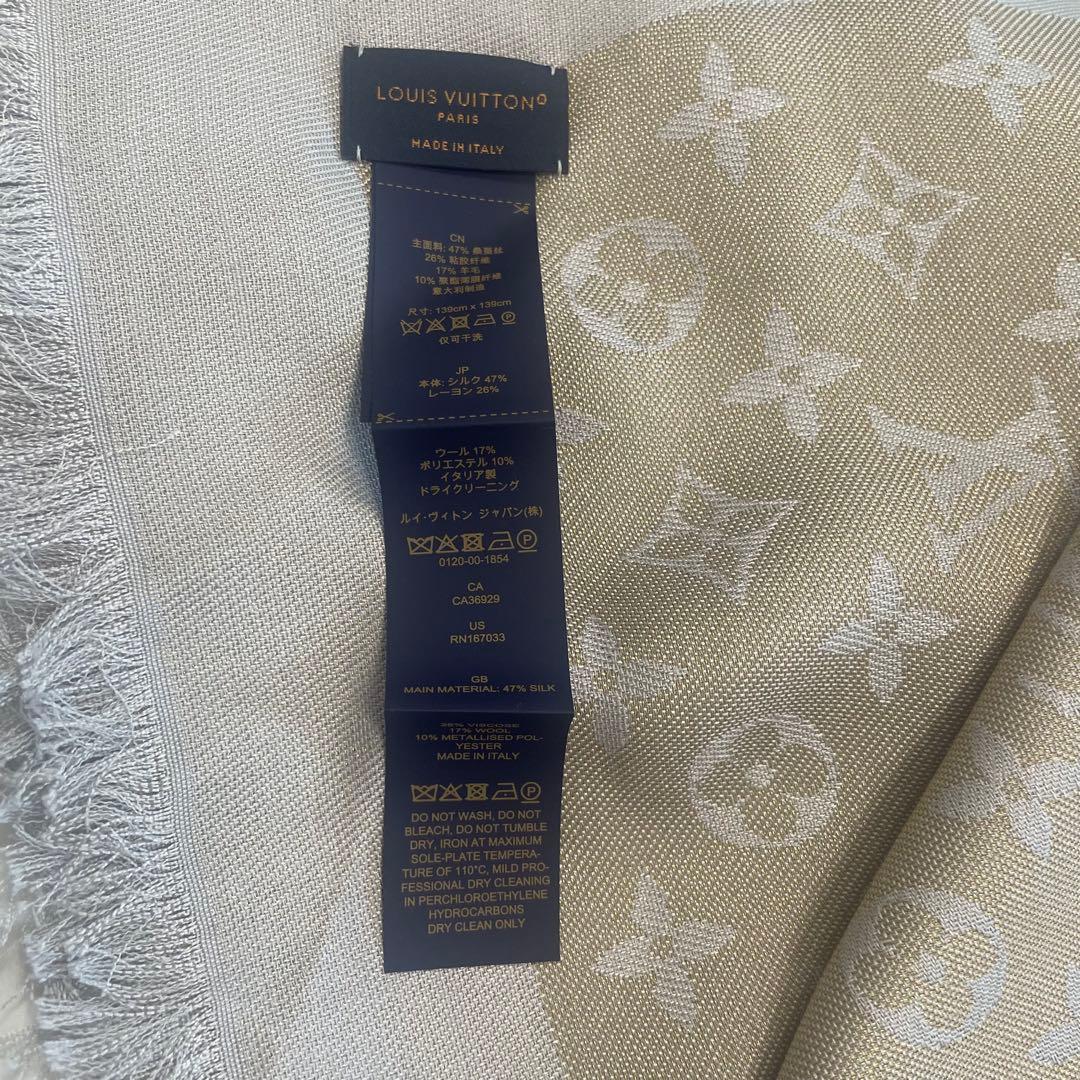 LOUIS VUITTON
PARIS
MADE IN ITALY
CN
主面料: 47% 桑蚕丝
26% 粘胶纤维
17% 羊毛
10% 聚酯薄膜纤维
意大利制造
尺寸: 139cm x 139cm
仅可干洗
JP
本体: シルク 47%
レーヨン 26%
ウール 17%
ポリエステル 10%
イタリア製
ドライクリーニング
ルイ·ヴィトン ジャパン(株)
0120-00-1854
CA
CA36929
US
RN167033
GB
MAIN MATERIAL: 47% SILK
26% VISCOSE
17% WOOL
10% METALLISED POL-
YESTER
MADE IN ITALY
DO NOT WASH, DO NOT
BLEACH, DO NOT TUMBLE
DRY, IRON AT MAXIMUM
SOLE-PLATE TEMPERA-
TURE OF 110°C, MILD PRO-
FESSIONAL DRY CLEANING
IN PERCHLOROETHYLENE
HYDROCARBONS
DRY CLEAN ONLY